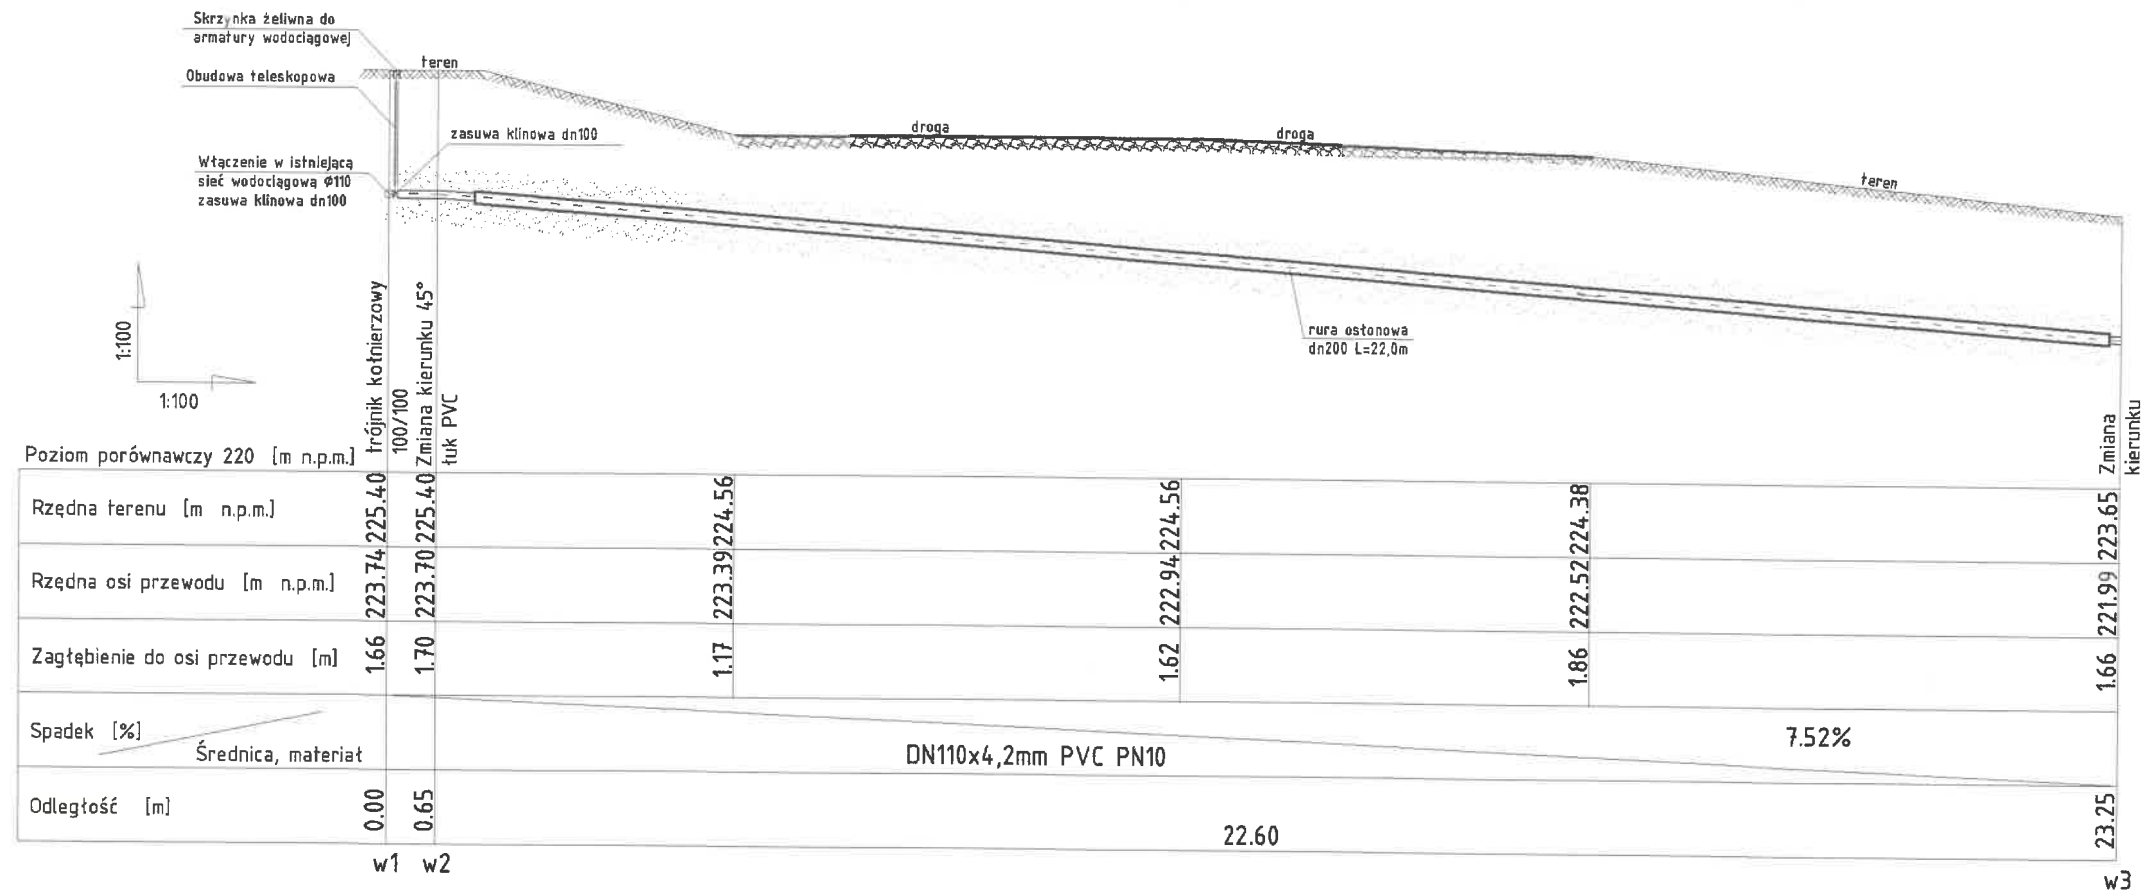 Skrzynka żeliwna do
armatury wodociągowej
Obudowa teleskopowa
teren
zasuwa klinowa dn100
Włączenie w istniejącą
sieć wodociągową Φ110
zasuwa klinowa dn100
droga
droga
teren
rura osłonowa
dn200 L=22,0m
1:100
1:100
trójnik kołnierzowy
100/100
Zmiana kierunku 45°
łuk PVC
Zmiana
kierunku
Poziom porównawczy 220 [m n.p.m.]
Rzędna terenu [m n.p.m.]
225.40
225.40
224.56
224.56
224.38
223.65
Rzędna osi przewodu [m n.p.m.]
223.74
223.70
223.39
222.94
222.52
221.99
Zagłębienie do osi przewodu [m]
1.66
1.70
1.17
1.62
1.86
1.66
Spadek [%]
Średnica, materiał
DN110x4,2mm PVC PN10
7.52%
Odległość [m]
0.00
0.65
22.60
23.25
w1
w2
w3